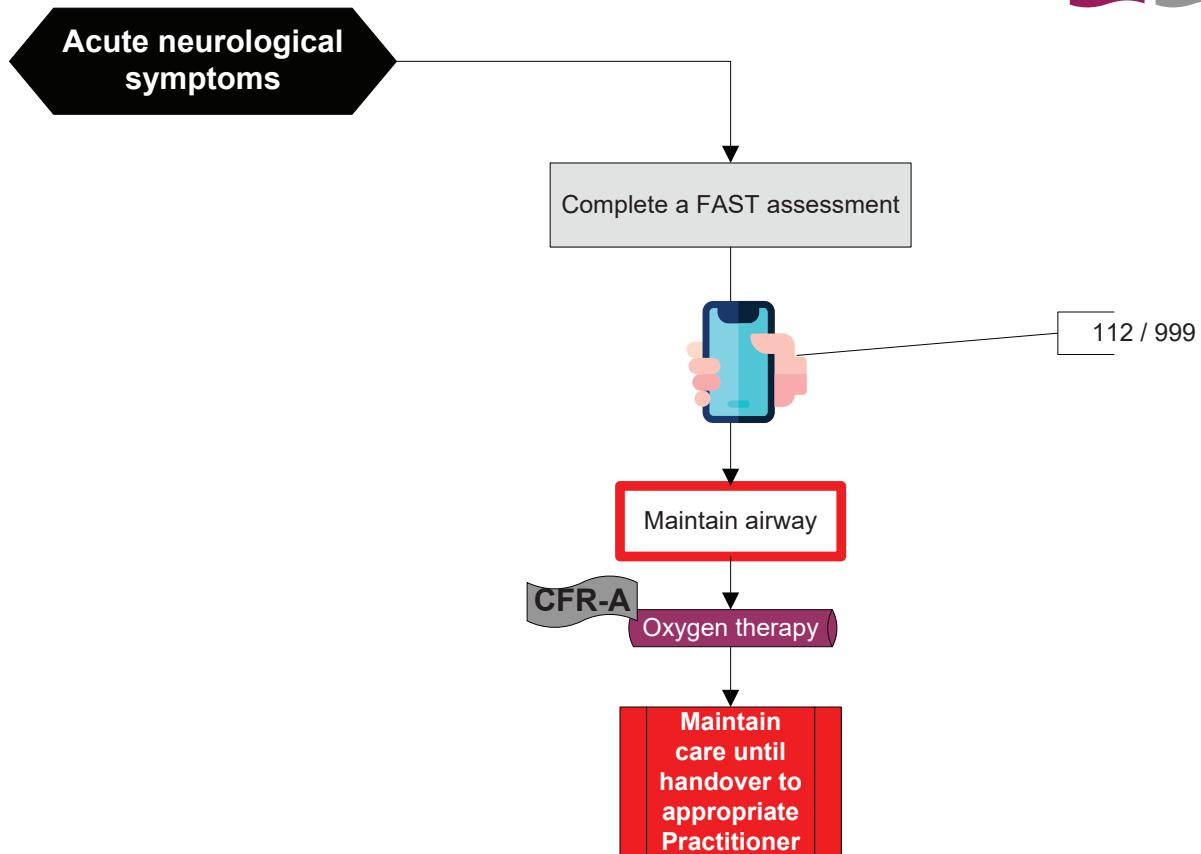 Acute neurological
symptoms
Complete a FAST assessment
112 / 999
Maintain airway
CFR-A
Oxygen therapy
Maintain
care until
handover to
appropriate
Practitioner